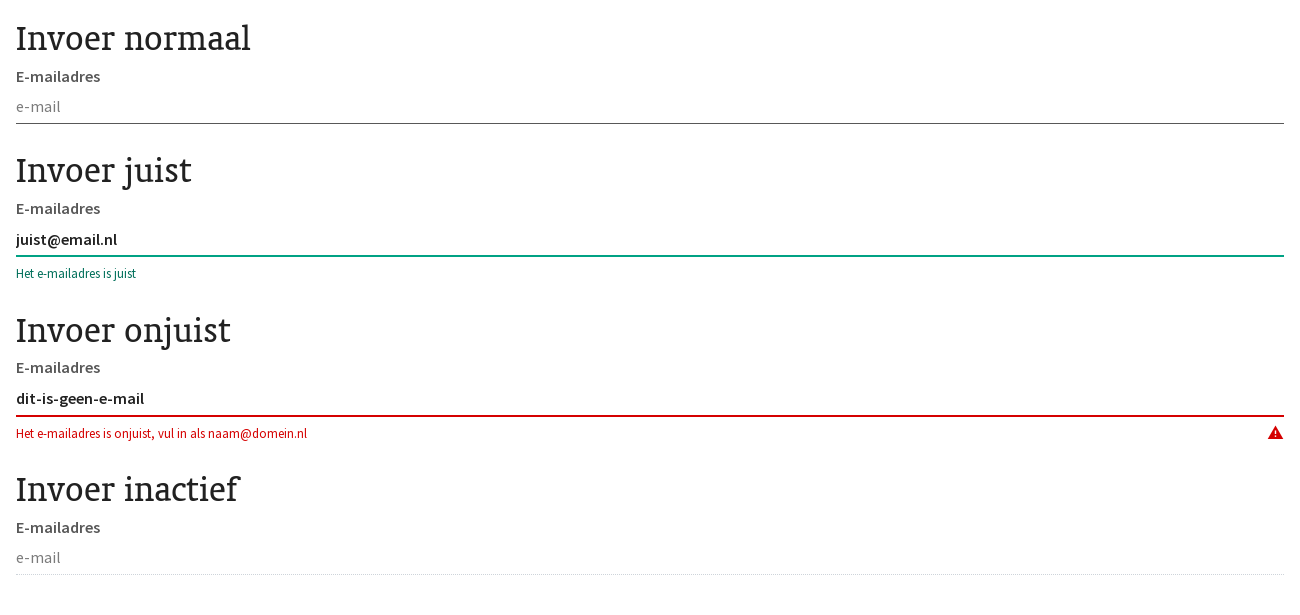 Invoer normaal
E-mailadres
e-mail
Invoer juist
E-mailadres
juist@email.nl
Het e-mailadres is juist
Invoer onjuist
E-mailadres
dit-is-geen-e-mail
Het e-mailadres is onjuist, vul in als naam@domein.nl
Invoer inactief
E-mailadres
e-mail